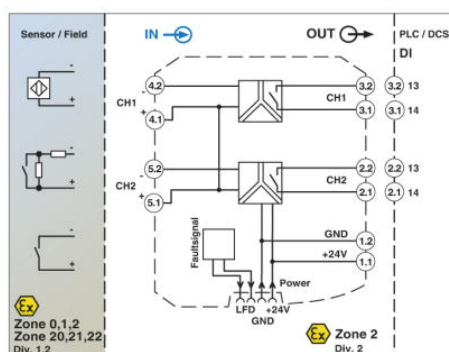 Sensor / Field
IN
OUT
PLC / DCS
DI
-
+
-
+
-
+
-
4.2
CH1
+
4.1
3.2
CH1
3.1
3.2 13
3.1 14
-
5.2
CH2
+
5.1
2.2
CH2
2.1
2.2 13
2.1 14
Faultsignal
GND
1.2
+24V
1.1
Power
LFD
+24V
GND
Ex
Zone 0,1,2
Zone 20,21,22
Div. 1,2
Ex
Zone 2
Div. 2